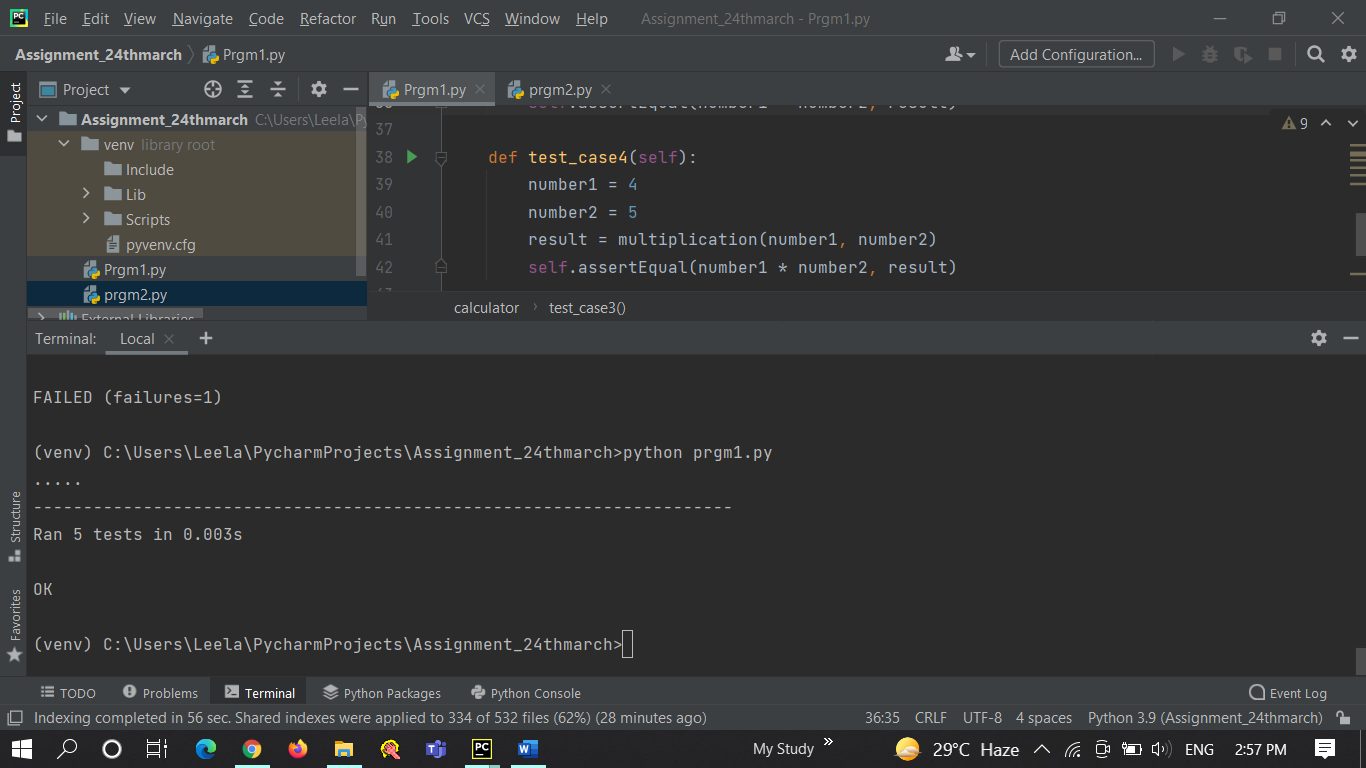 PC File Edit View Navigate Code Refactor Run Tools VCS Window Help Assignment_24thmarch - Prgm1.py
Assignment_24thmarch Prgm1.py Add Configuration...
Project
Project
Prgm1.py prgm2.py
Assignment_24thmarch C:\Users\Leela\Py
venv library root
Include
Lib
Scripts
pyvenv.cfg
Prgm1.py
prgm2.py
External Libraries
self.assertEqual(number1 - number2, result)
9
37
38 def test_case4(self):
39 number1 = 4
40 number2 = 5
41 result = multiplication(number1, number2)
42 self.assertEqual(number1 * number2, result)
calculator test_case3()
Terminal: Local
FAILED (failures=1)
(venv) C:\Users\Leela\PycharmProjects\Assignment_24thmarch>python prgm1.py
.....
----------------------------------------------------------------------
Ran 5 tests in 0.003s
OK
(venv) C:\Users\Leela\PycharmProjects\Assignment_24thmarch>
Structure
Favorites
TODO Problems Terminal Python Packages Python Console Event Log
Indexing completed in 56 sec. Shared indexes were applied to 334 of 532 files (62%) (28 minutes ago) 36:35 CRLF UTF-8 4 spaces Python 3.9 (Assignment_24thmarch)
PC My Study 29°C Haze ENG 2:57 PM